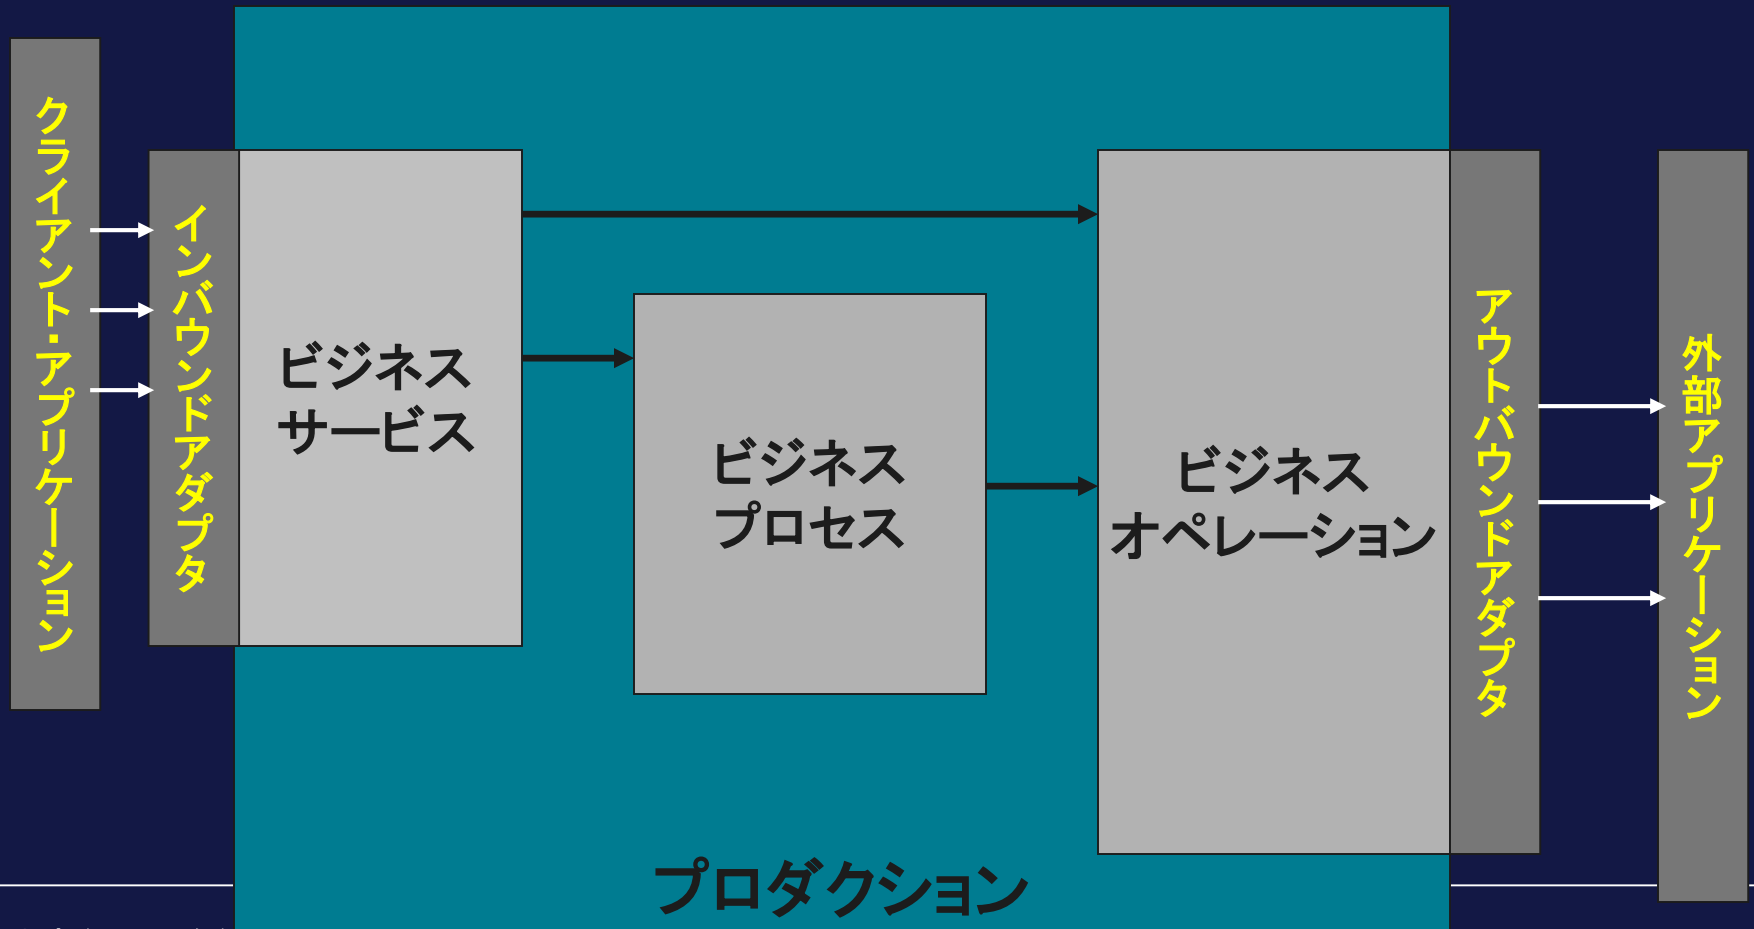 クライアント・アプリケーション
インバウンドアダプタ
ビジネス
サービス
ビジネス
プロセス
ビジネス
オペレーション
アウトバウンドアダプタ
外部アプリケーション
プロダクション